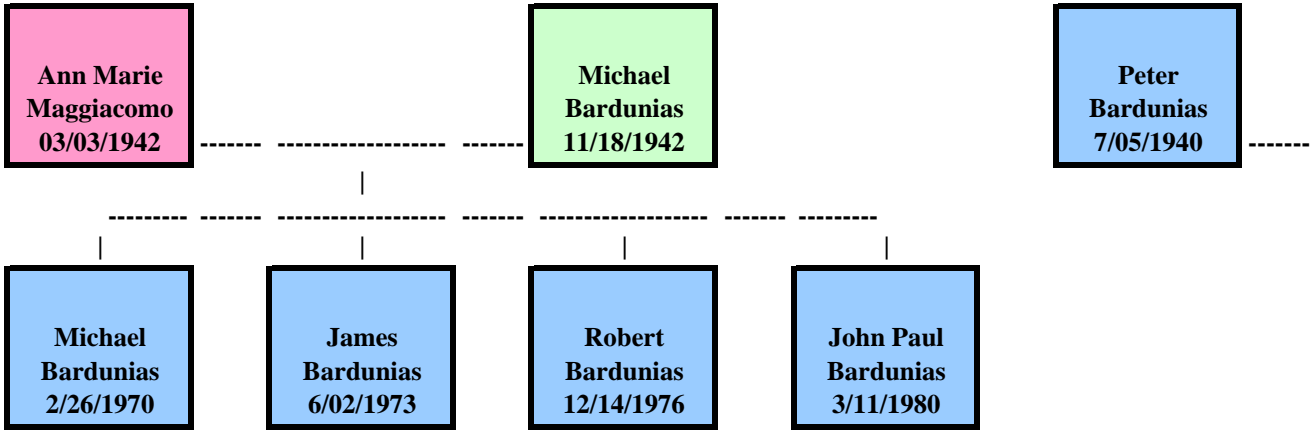 Ann Marie
Maggiacomo
03/03/1942
Michael
Bardunias
11/18/1942
Peter
Bardunias
7/05/1940
Michael
Bardunias
2/26/1970
James
Bardunias
6/02/1973
Robert
Bardunias
12/14/1976
John Paul
Bardunias
3/11/1980